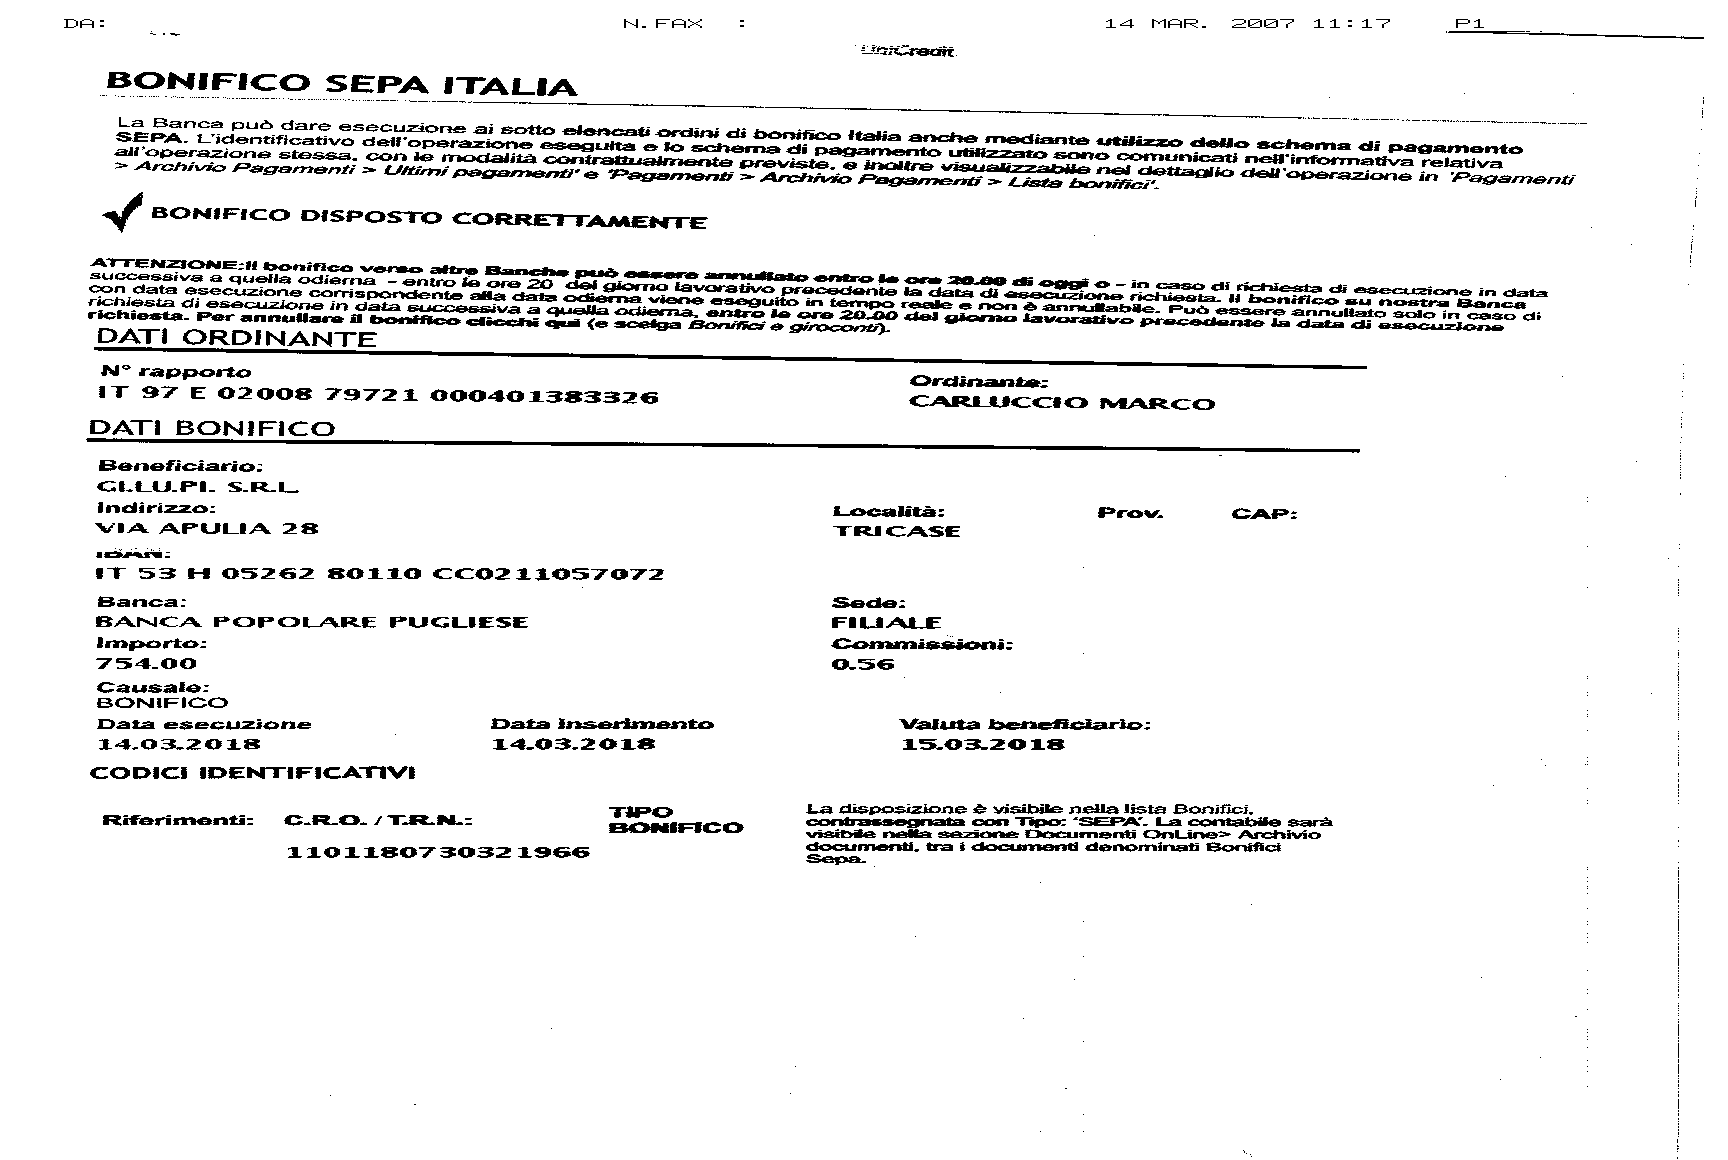 DA: N.FAX : 14 MAR. 2007 11:17 P1
UniCredit
BONIFICO SEPA ITALIA
La Banca può dare esecuzione ai sotto elencati ordini di bonifico Italia anche mediante utilizzo dello schema di pagamento
SEPA. L'identificativo dell'operazione eseguita e lo schema di pagamento utilizzato sono comunicati nell'informativa relativa
all'operazione stessa, con le modalità contrattualmente previste, e inoltre visualizzabile nel dettaglio dell'operazione in 'Pagamenti
> Archivio Pagamenti > Ultimi pagamenti' e 'Pagamenti > Archivio Pagamenti > Lista bonifici'.
BONIFICO DISPOSTO CORRETTAMENTE
ATTENZIONE:Il bonifico verso altre Banche può essere annullato entro le ore 20.00 di oggi o - in caso di richiesta di esecuzione in data
successiva a quella odierna - entro le ore 20 del giorno lavorativo precedente la data di esecuzione richiesta. Il bonifico su nostra Banca
con data esecuzione corrispondente alla data odierna viene eseguito in tempo reale e non è annullabile. Può essere annullato solo in caso di
richiesta di esecuzione in data successiva a quella odierna, entro le ore 20.00 del giorno lavorativo precedente la data di esecuzione
richiesta. Per annullare il bonifico clicchi qui (e scelga Bonifici e giroconti).
DATI ORDINANTE
N° rapporto Ordinante:
IT 97 E 02008 79721 000401383326 CARLUCCIO MARCO
DATI BONIFICO
Beneficiario:
GI.LU.PI. S.R.L.
Indirizzo: Località: Prov. CAP:
VIA APULIA 28 TRICASE
IBAN:
IT 53 H 05262 80110 CC0211057072
Banca: Sede:
BANCA POPOLARE PUGLIESE FILIALE
Importo: Commissioni:
754.00 0.56
Causale:
BONIFICO
Data esecuzione Data inserimento Valuta beneficiario:
14.03.2018 14.03.2018 15.03.2018
CODICI IDENTIFICATIVI
Riferimenti: C.R.O. / T.R.N.: TIPO BONIFICO
1101180730321966
La disposizione è visibile nella lista Bonifici,
contrassegnata con Tipo: 'SEPA'. La contabile sarà
visibile nella sezione Documenti OnLine> Archivio
documenti, tra i documenti denominati Bonifici
Sepa.